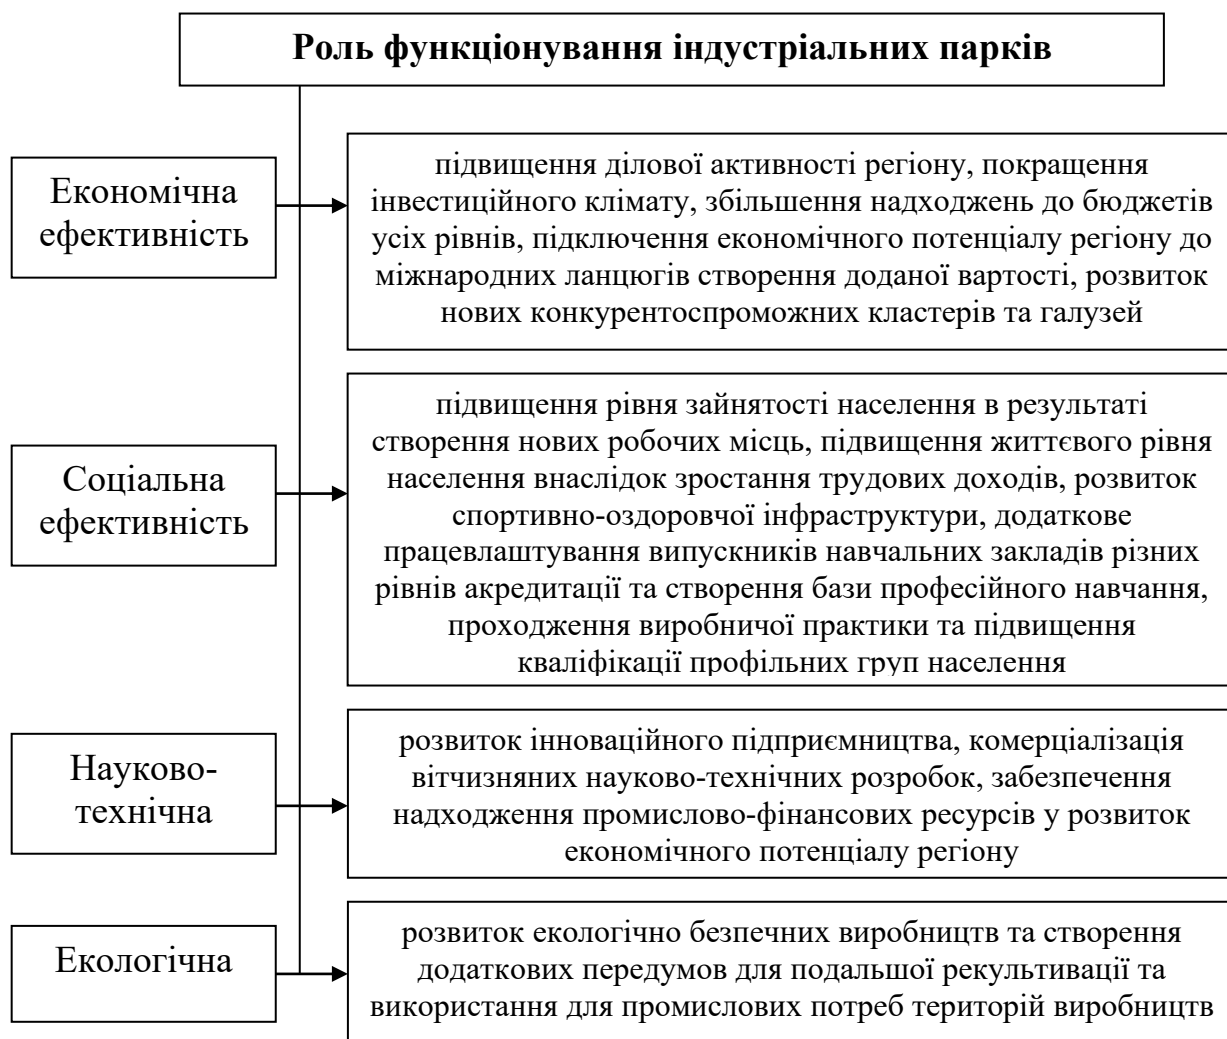 Роль функціонування індустріальних парків
Економічна
ефективність
підвищення ділової активності регіону, покращення
інвестиційного клімату, збільшення надходжень до бюджетів
усіх рівнів, підключення економічного потенціалу регіону до
міжнародних ланцюгів створення доданої вартості, розвиток
нових конкурентоспроможних кластерів та галузей
Соціальна
ефективність
підвищення рівня зайнятості населення в результаті
створення нових робочих місць, підвищення життєвого рівня
населення внаслідок зростання трудових доходів, розвиток
спортивно-оздоровчої інфраструктури, додаткове
працевлаштування випускників навчальних закладів різних
рівнів акредитації та створення бази професійного навчання,
проходження виробничої практики та підвищення
кваліфікації профільних груп населення
Науково-
технічна
розвиток інноваційного підприємництва, комерціалізація
вітчизняних науково-технічних розробок, забезпечення
надходження промислово-фінансових ресурсів у розвиток
економічного потенціалу регіону
Екологічна
розвиток екологічно безпечних виробництв та створення
додаткових передумов для подальшої рекультивації та
використання для промислових потреб територій виробництв